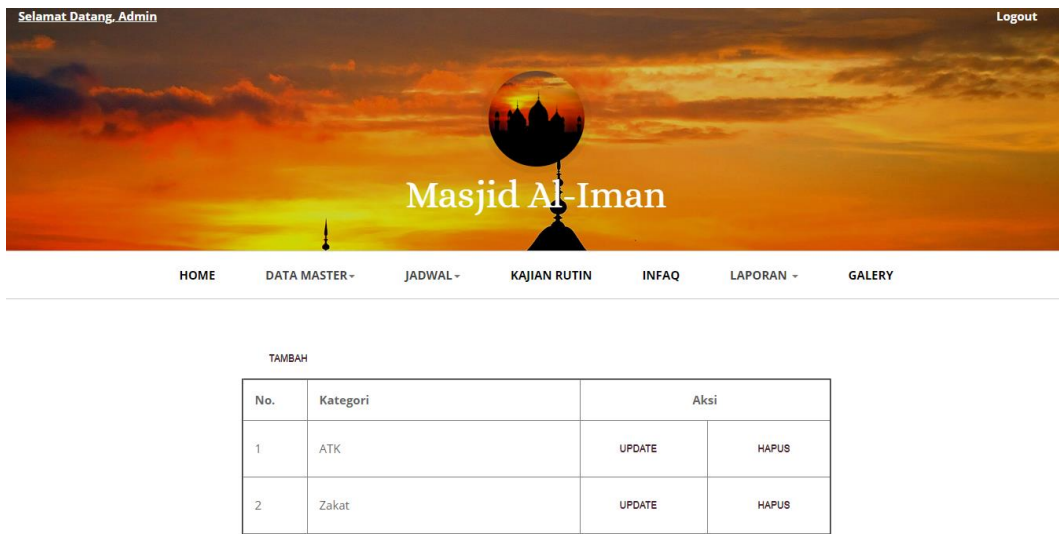 Selamat Datang, Admin Logout
Masjid Al-Iman
HOME DATA MASTER JADWAL KAJIAN RUTIN INFAQ LAPORAN GALERY
TAMBAH
No. Kategori Aksi
1 ATK UPDATE HAPUS
2 Zakat UPDATE HAPUS